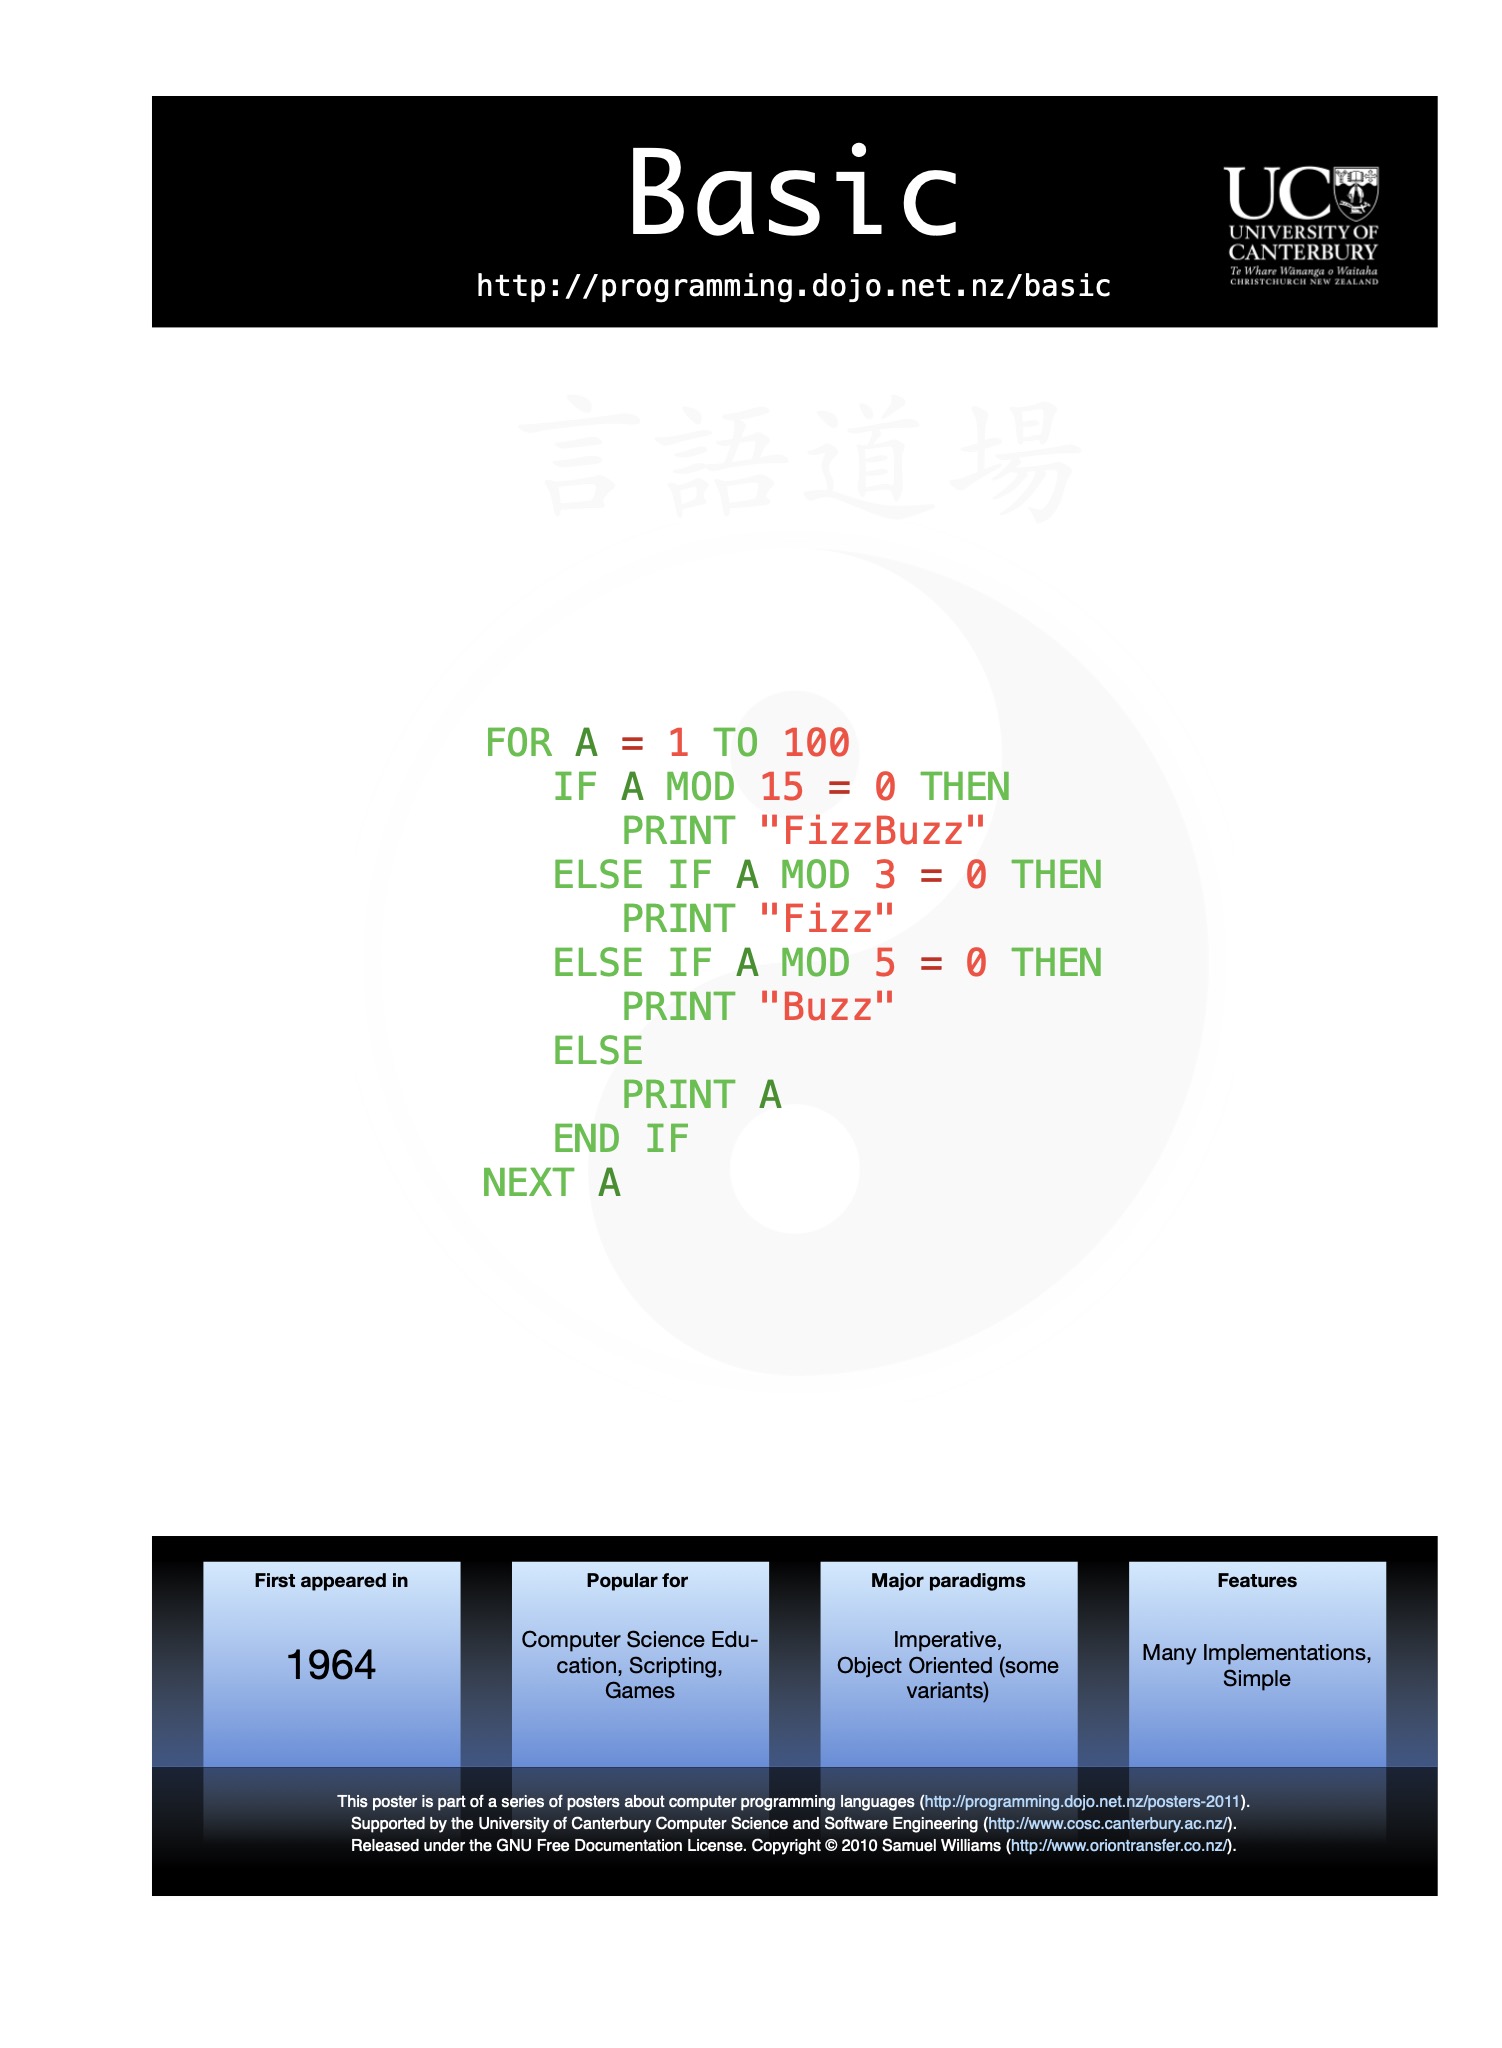 Basic
http://programming.dojo.net.nz/basic
UC
UNIVERSITY OF
CANTERBURY
Te Whare Wānanga o Waitaha
CHRISTCHURCH NEW ZEALAND
言語道場
FOR A = 1 TO 100
   IF A MOD 15 = 0 THEN
      PRINT "FizzBuzz"
   ELSE IF A MOD 3 = 0 THEN
      PRINT "Fizz"
   ELSE IF A MOD 5 = 0 THEN
      PRINT "Buzz"
   ELSE
      PRINT A
   END IF
NEXT A
First appeared in
1964
Popular for
Computer Science Edu-
cation, Scripting,
Games
Major paradigms
Imperative,
Object Oriented (some
variants)
Features
Many Implementations,
Simple
This poster is part of a series of posters about computer programming languages (http://programming.dojo.net.nz/posters-2011).
Supported by the University of Canterbury Computer Science and Software Engineering (http://www.cosc.canterbury.ac.nz/).
Released under the GNU Free Documentation License. Copyright © 2010 Samuel Williams (http://www.oriontransfer.co.nz/).